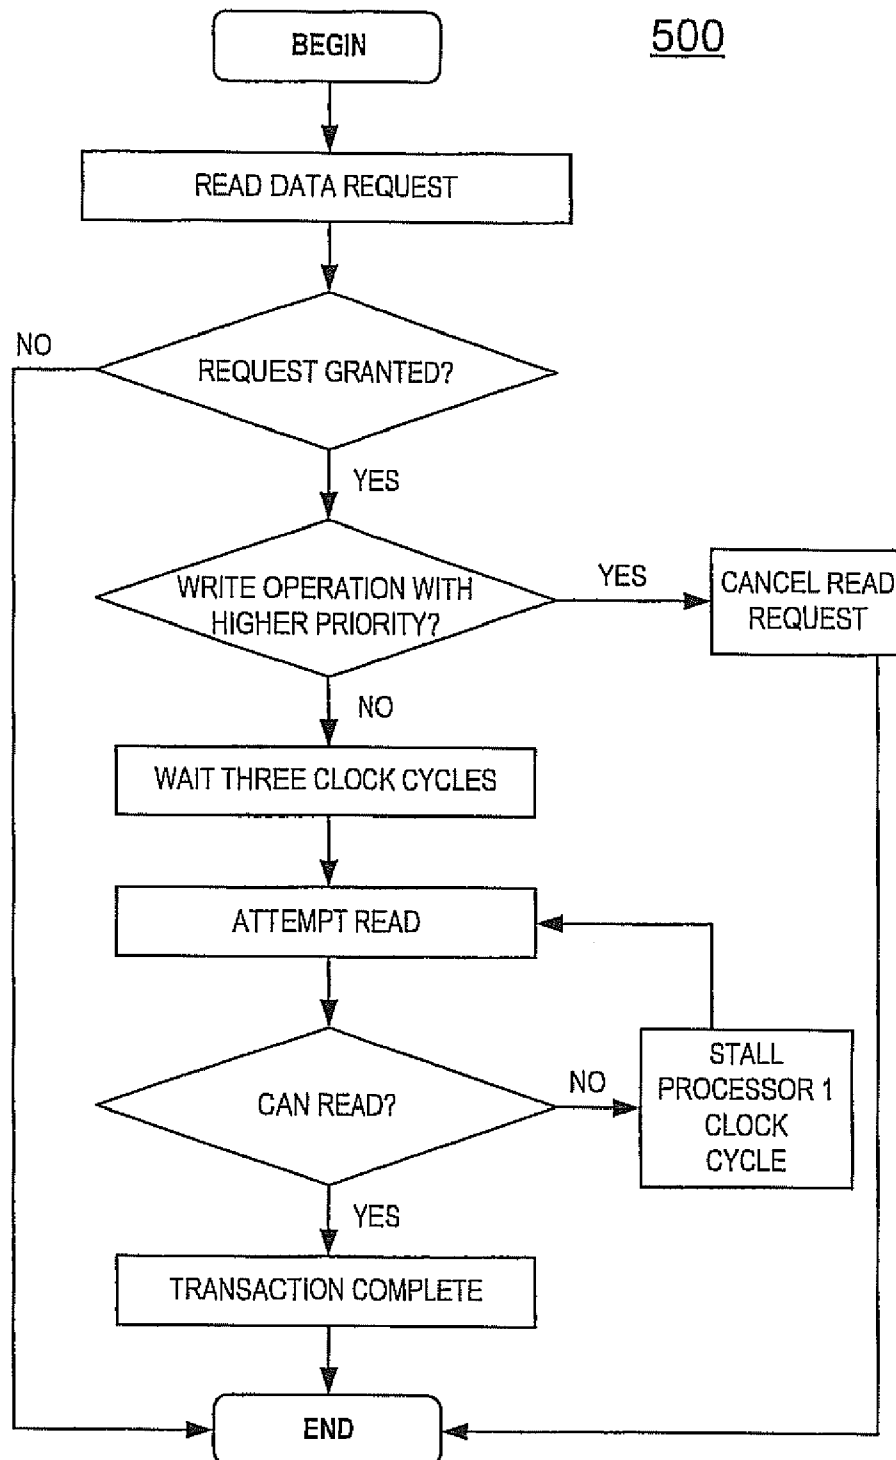 500
BEGIN
READ DATA REQUEST
NO
REQUEST GRANTED?
YES
WRITE OPERATION WITH
HIGHER PRIORITY?
YES
CANCEL READ
REQUEST
NO
WAIT THREE CLOCK CYCLES
ATTEMPT READ
CAN READ?
NO
STALL
PROCESSOR 1
CLOCK
CYCLE
YES
TRANSACTION COMPLETE
END